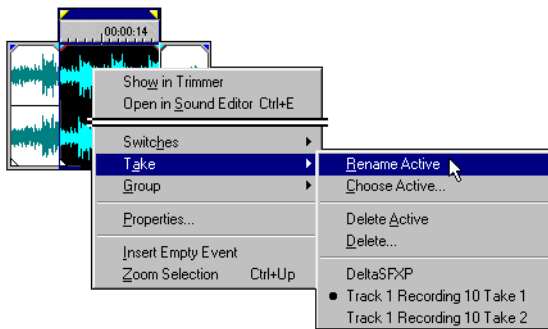 00:00:14
Show in Trimmer
Open in Sound Editor Ctrl+E
Switches
Take
Group
Properties...
Insert Empty Event
Zoom Selection Ctrl+Up
Rename Active
Choose Active...
Delete Active
Delete...
DeltaSFXP
Track 1 Recording 10 Take 1
Track 1 Recording 10 Take 2